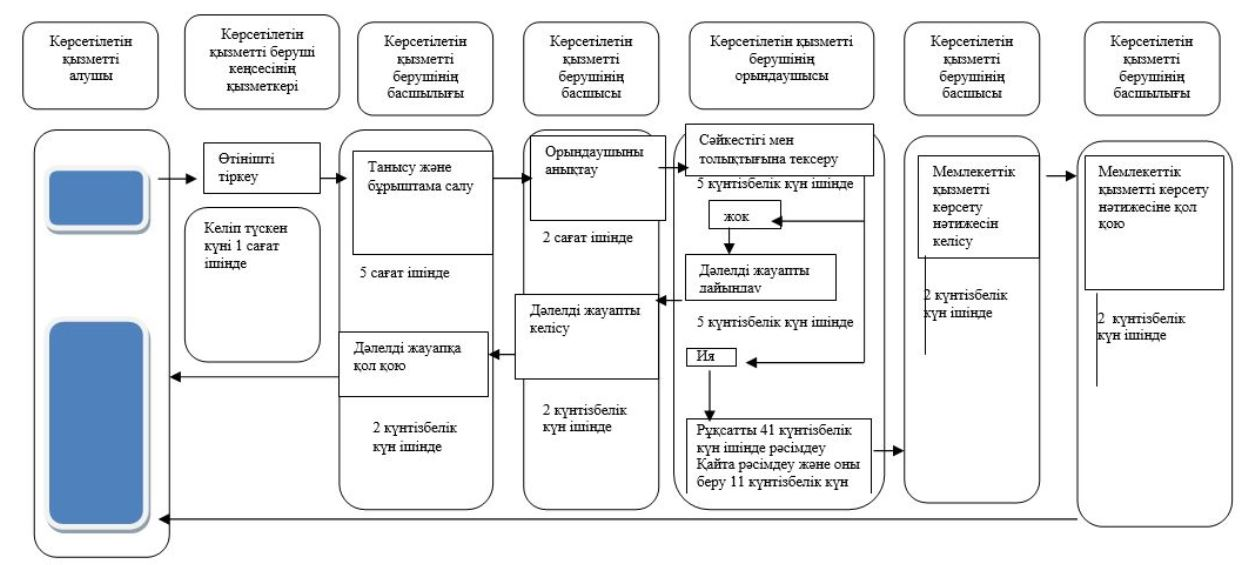 Көрсетілетін
қызметті
алушы
Көрсетілетін
қызметті беруші
кеңсесінің
қызметкері
Көрсетілетін
қызметті
берушінің
басшылығы
Көрсетілетін
қызметті
берушінің
басшысы
Көрсетілетін қызметті
берушінің
орындаушысы
Көрсетілетін
қызметті
берушінің
басшысы
Көрсетілетін
қызметті
берушінің
басшылығы
Өтінішті
тіркеу
Келіп түскен
күні 1 сағат
ішінде
Танысу және
бұрыштама салу
5 сағат ішінде
Дәлелді жауапқа
қол қою
2 күнтізбелік
күн ішінде
Орындаушыны
анықтау
2 сағат ішінде
Дәлелді жауапты
келісу
2 күнтізбелік
күн ішінде
Сәйкестігі мен
толықтығына тексеру
5 күнтізбелік күн ішінде
жок
Дәлелді жауапты
дайындау
5 күнтізбелік күн ішінде
Ия
Рұқсатты 41 күнтізбелік
күн ішінде рәсімдеу
Қайта рәсімдеу және оны
беру 11 күнтізбелік күн
Мемлекеттік
қызметті
көрсету
нәтижесін
келісу
2 күнтізбелік
күн ішінде
Мемлекеттік
қызметті көрсету
нәтижесіне қол
қою
2 күнтізбелік
күн ішінде